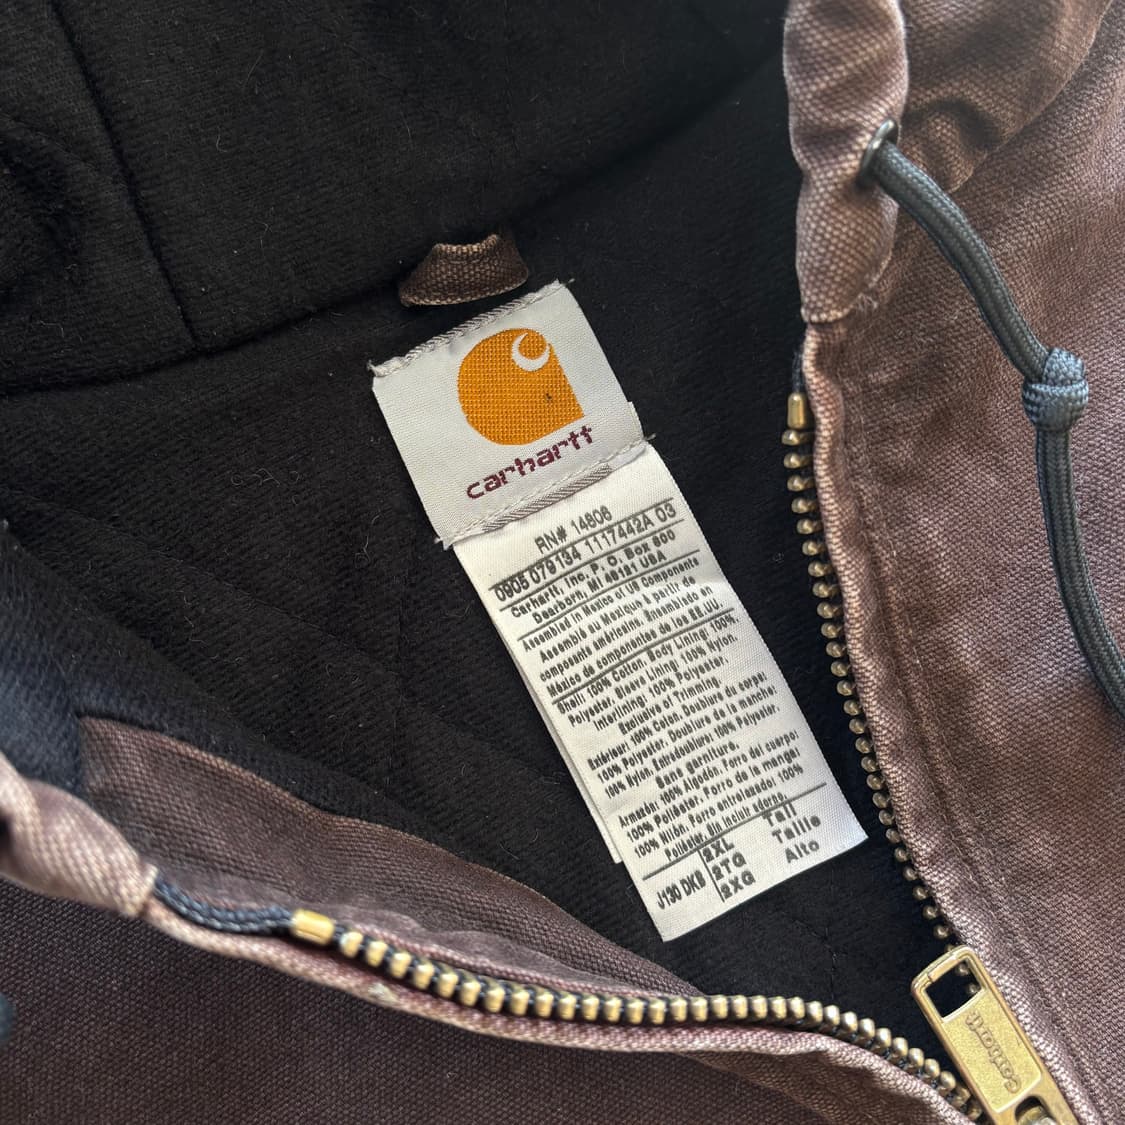 carhartt
RN# 14806
0905 079134 1117442A 03
Carhartt, Inc., P. O. Box 600
Dearborn, MI 48121 USA
Assembled in Mexico of US Componente
Assemblé au Mexique à partir de
componente américains. Ensamblado en
México de componentes de los EE.UU.
Shell: 100% Cotton. Body Lining: 100%
Polyester. Sleeve Lining: 100% Nylon.
Interlining: 100% Polyester.
Exclusive of Trimming.
Extérieur: 100% Coton. Doublure du corps:
100% Polyester. Doublure de la manche:
100% Nylon. Entredoublure: 100% Polyester.
Sans garniture.
Armazón: 100% Algodón. Forro del cuerpo:
100% Poliéster. Forro de la manga:
100% Nilón. Forro entrelazado: 100%
Poliéster. Sin incluir adorno.
2XL Tall
J130 DKB 2TG Taille
2XG Alto
Carhartt